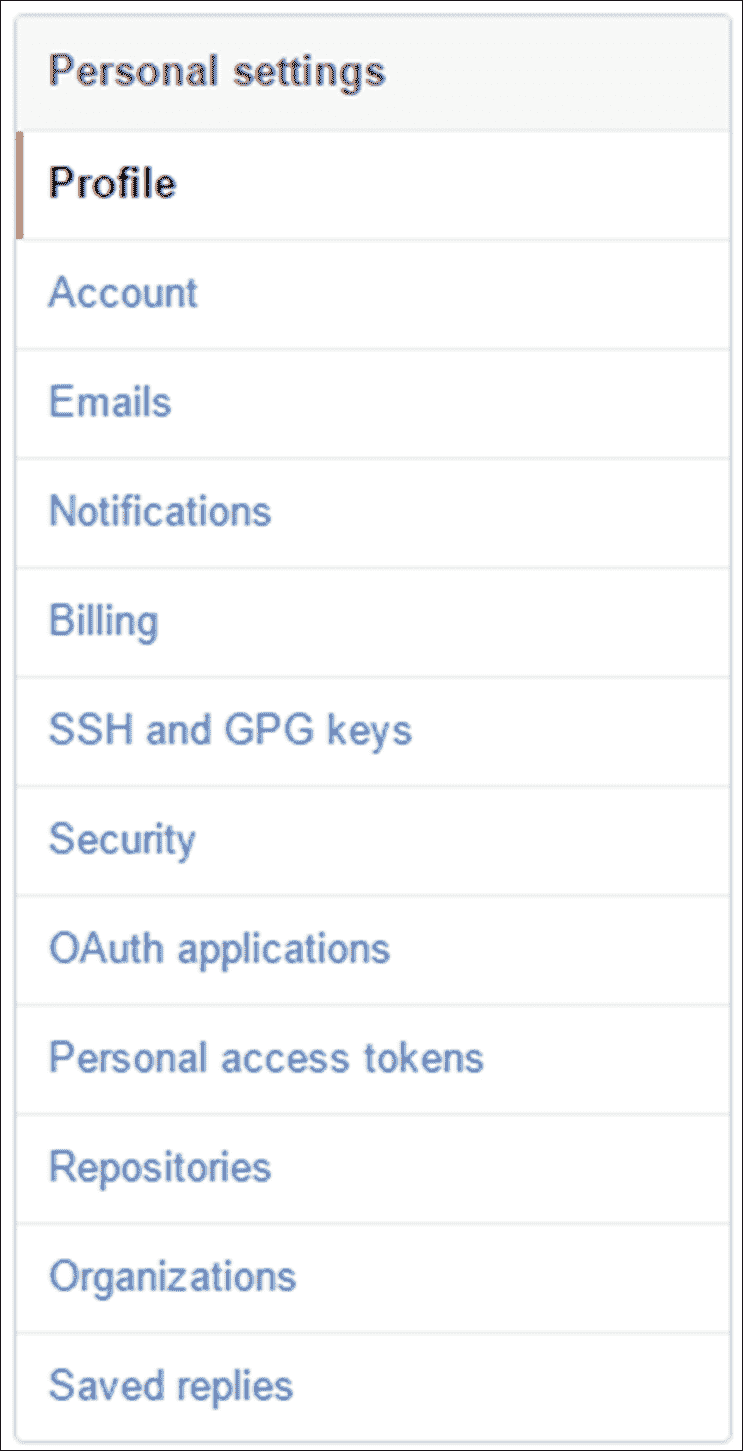 Personal settings
Profile
Account
Emails
Notifications
Billing
SSH and GPG keys
Security
OAuth applications
Personal access tokens
Repositories
Organizations
Saved replies